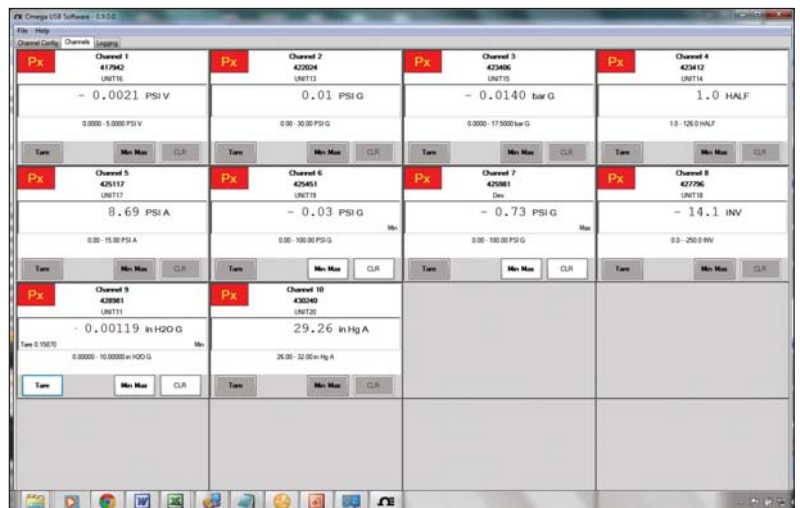 Omega USB Software - 0.9.0.0
File Help
Channel Config Channels Logging
Px Channel 1
417942
UNIT16
- 0.0021 PSI V
0.0000 - 5.0000 PSI V
Tare Min Max CLR
Px Channel 2
422024
UNIT13
0.01 PSI G
0.00 - 30.00 PSI G
Tare Min Max CLR
Px Channel 3
423406
UNIT15
- 0.0140 bar G
0.0000 - 17.5000 bar G
Tare Min Max CLR
Px Channel 4
423412
UNIT14
1.0 HALF
1.0 - 126.0 HALF
Tare Min Max CLR
Px Channel 5
425117
UNIT17
8.69 PSI A
0.00 - 15.00 PSI A
Tare Min Max CLR
Px Channel 6
425451
UNIT19
- 0.03 PSI G
Min
0.00 - 100.00 PSI G
Tare Min Max CLR
Px Channel 7
425981
Dev
- 0.73 PSI G
Max
0.00 - 100.00 PSI G
Tare Min Max CLR
Px Channel 8
427796
UNIT18
- 14.1 INV
0.0 - -250.0 INV
Tare Min Max CLR
Px Channel 9
428981
UNIT11
- 0.00119 in H2O G
Tare 0.15870 Min
0.00000 - 10.00000 in H2O G
Tare Min Max CLR
Px Channel 10
430240
UNIT20
29.26 in Hg A
26.00 - 32.00 in Hg A
Tare Min Max CLR